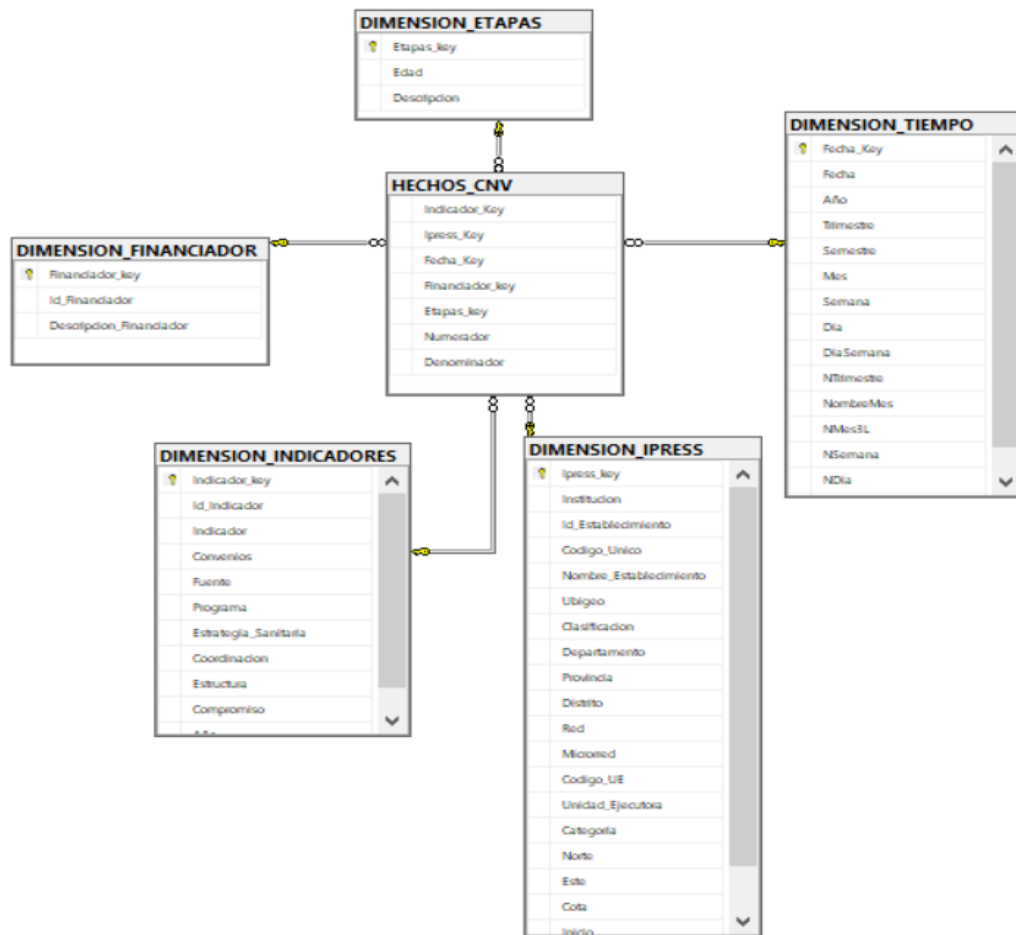 DIMENSION_ETAPAS
Etapas_key
Edad
Descripcion
DIMENSION_TIEMPO
Fecha_Key
Fecha
Año
Trimestre
Semestre
Mes
Semana
Dia
DiaSemana
NTrimestre
NombreMes
NMes3L
NSemana
NDia
HECHOS_CNV
Indicador_Key
Ipress_Key
Fecha_Key
Financiador_key
Etapas_key
Numerador
Denominador
DIMENSION_FINANCIADOR
Financiador_key
Id_Financiador
Descripcion_Financiador
DIMENSION_INDICADORES
Indicador_key
Id_Indicador
Indicador
Convenios
Fuente
Programa
Estrategia_Sanitaria
Coordinacion
Estructura
Compromiso
Año
DIMENSION_IPRESS
Ipress_key
Institucion
Id_Establecimiento
Codigo_Unico
Nombre_Establecimiento
Ubigeo
Clasificacion
Departamento
Provincia
Distrito
Red
Microrred
Codigo_UE
Unidad_Ejecutora
Categoria
Norte
Este
Cota
Inicio